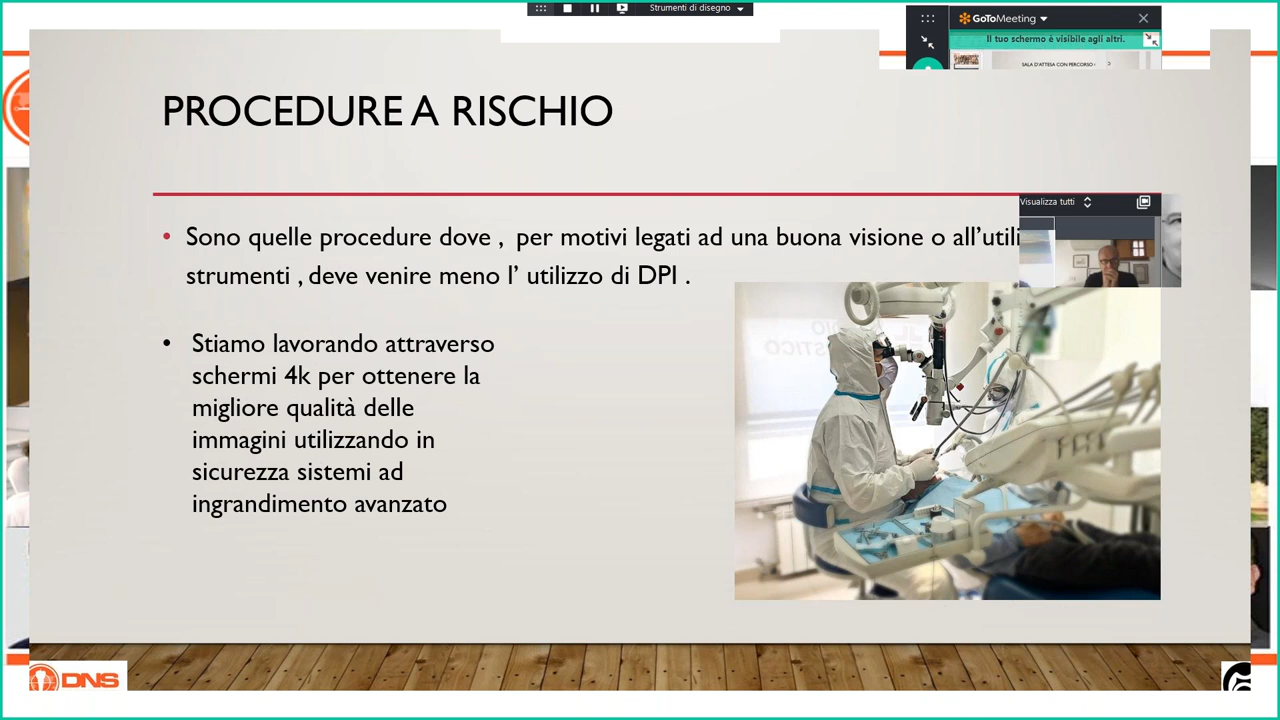 Strumenti di disegno
GoToMeeting
Il tuo schermo è visibile agli altri.
SALA D'ATTESA CON PERCORSO
PROCEDURE A RISCHIO
Visualizza tutti
• Sono quelle procedure dove , per motivi legati ad una buona visione o all'utili
strumenti , deve venire meno l' utilizzo di DPI .
• Stiamo lavorando attraverso
schermi 4k per ottenere la
migliore qualità delle
immagini utilizzando in
sicurezza sistemi ad
ingrandimento avanzato
DNS